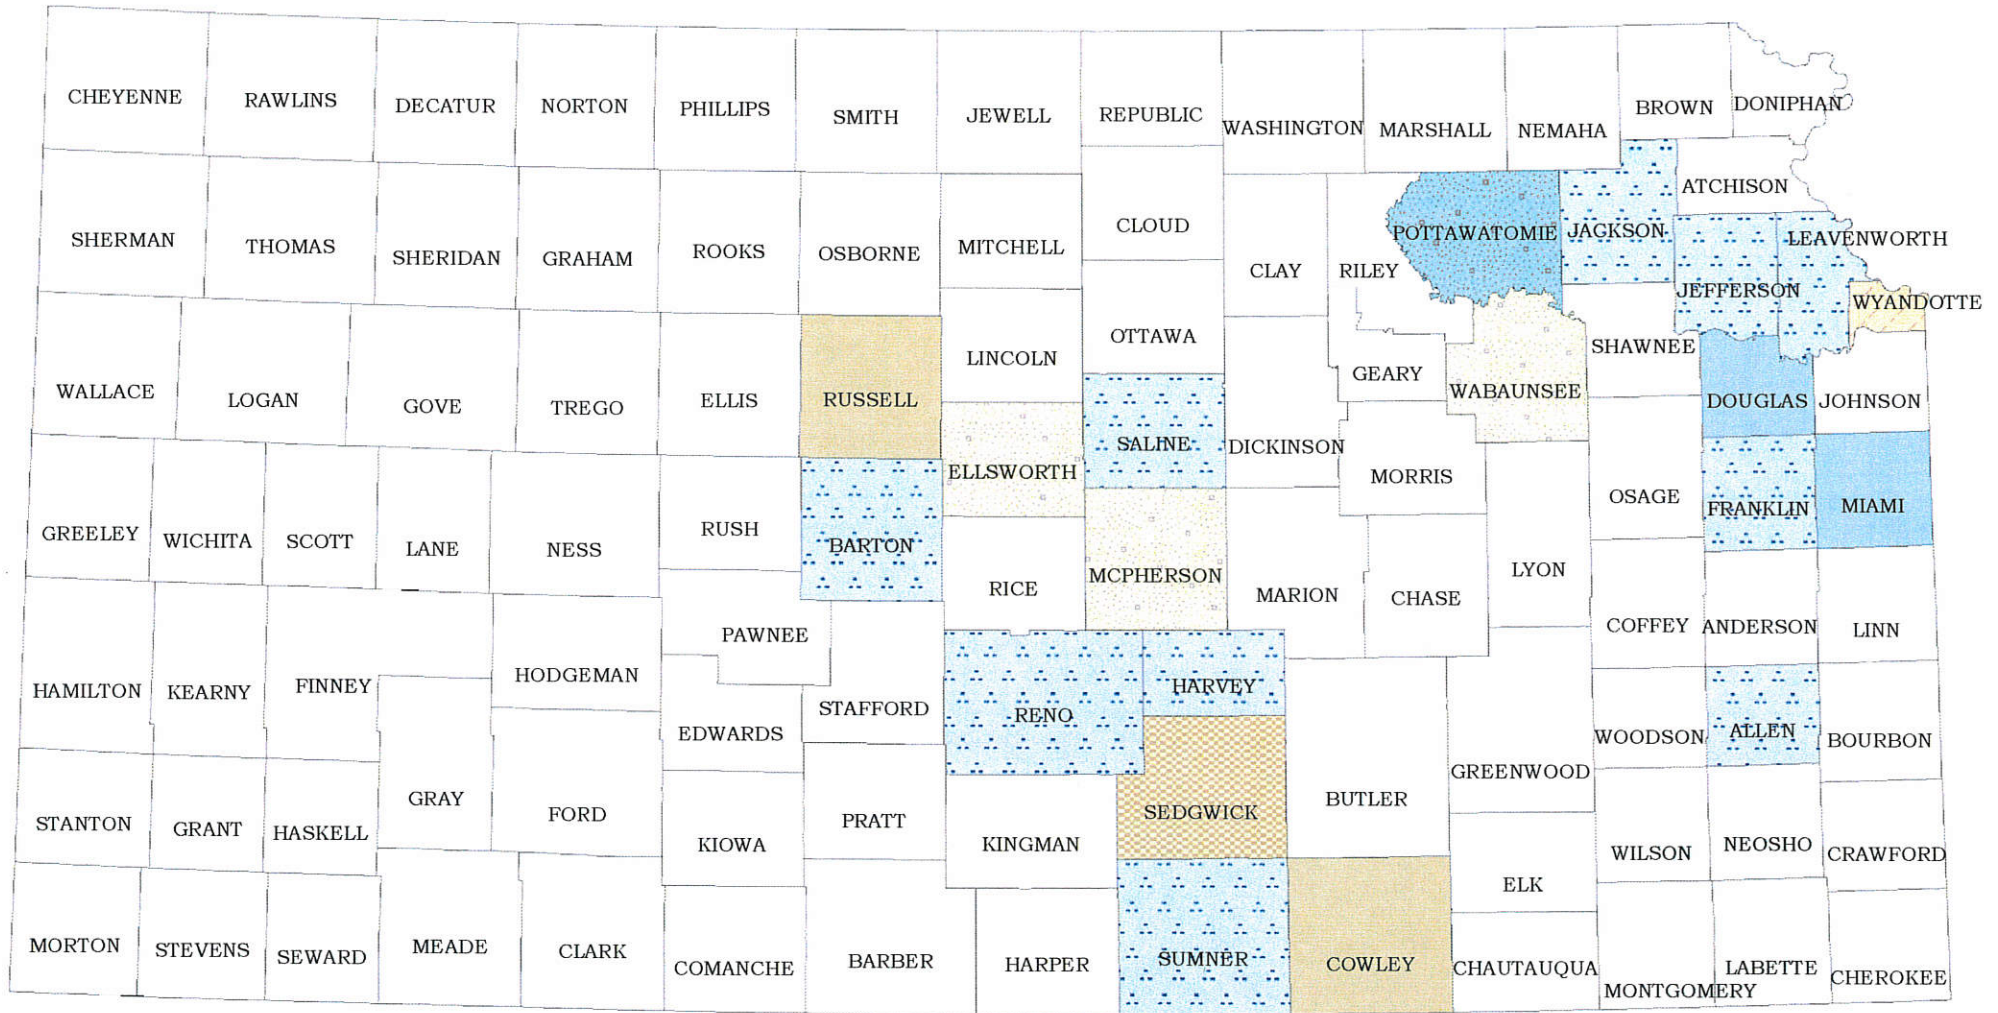 CHEYENNE
RAWLINS
DECATUR
NORTON
PHILLIPS
SMITH
JEWELL
REPUBLIC
WASHINGTON
MARSHALL
NEMAHA
BROWN
DONIPHAN
SHERMAN
THOMAS
SHERIDAN
GRAHAM
ROOKS
OSBORNE
MITCHELL
CLOUD
CLAY
RILEY
POTTAWATOMIE
JACKSON
ATCHISON
JEFFERSON
LEAVENWORTH
WYANDOTTE
WALLACE
LOGAN
GOVE
TREGO
ELLIS
RUSSELL
LINCOLN
OTTAWA
SALINE
DICKINSON
GEARY
WABAUNSEE
SHAWNEE
DOUGLAS
JOHNSON
GREELEY
WICHITA
SCOTT
LANE
NESS
RUSH
BARTON
ELLSWORTH
RICE
MCPHERSON
MARION
MORRIS
CHASE
LYON
OSAGE
FRANKLIN
MIAMI
HAMILTON
KEARNY
FINNEY
HODGEMAN
PAWNEE
EDWARDS
STAFFORD
RENO
HARVEY
SEDGWICK
BUTLER
GREENWOOD
COFFEY
ANDERSON
LINN
WOODSON
ALLEN
BOURBON
STANTON
GRANT
HASKELL
GRAY
FORD
KIOWA
PRATT
KINGMAN
ELK
WILSON
NEOSHO
CRAWFORD
MORTON
STEVENS
SEWARD
MEADE
CLARK
COMANCHE
BARBER
HARPER
SUMNER
COWLEY
CHAUTAUQUA
MONTGOMERY
LABETTE
CHEROKEE